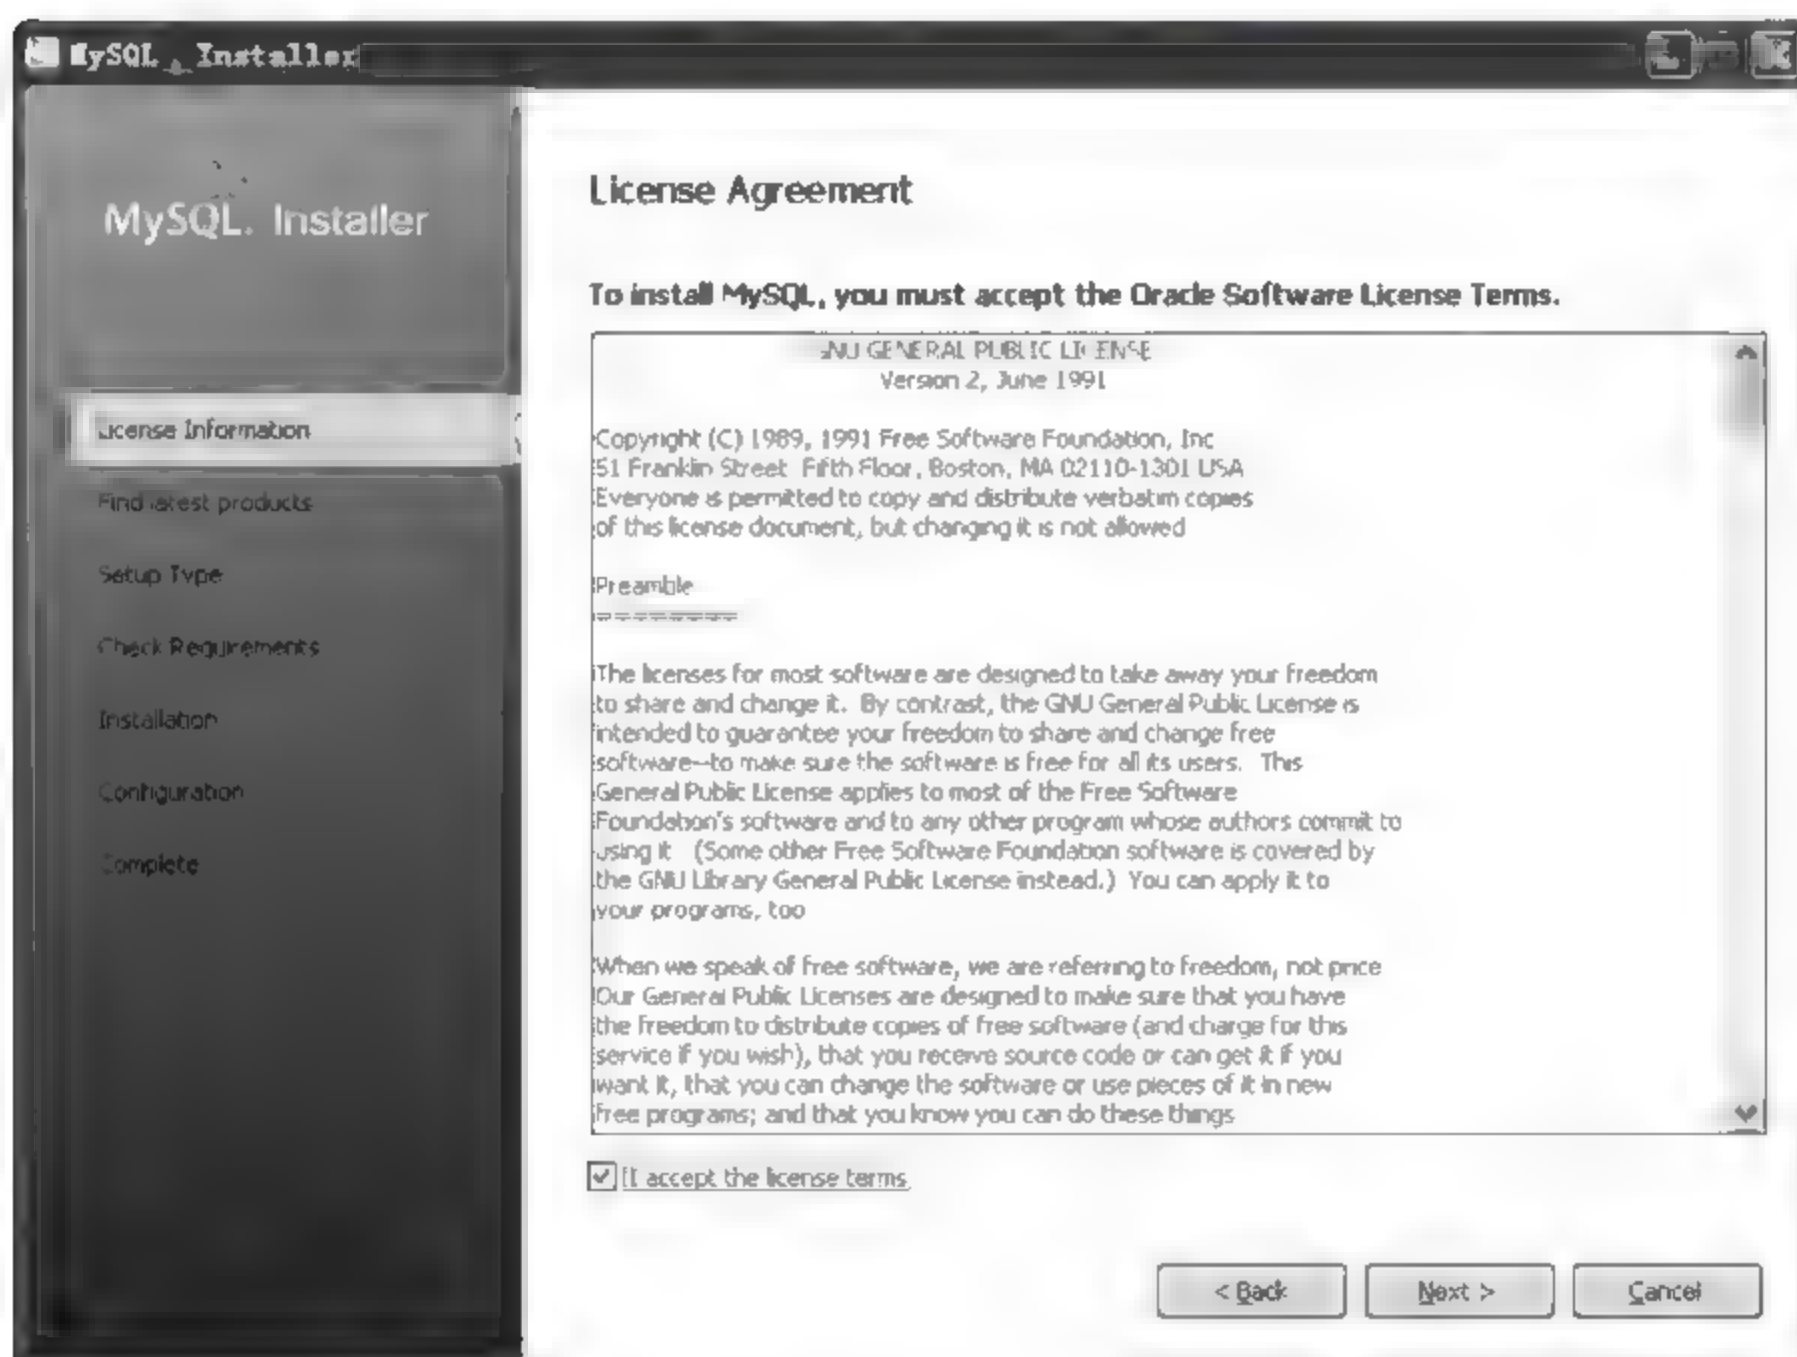 MySQL Installer
MySQL. Installer
License Information
Find latest products
Setup Type
Check Requirements
Installation
Configuration
Complete
License Agreement
To install MySQL, you must accept the Oracle Software License Terms.
GNU GENERAL PUBLIC LICENSE
Version 2, June 1991
Copyright (C) 1989, 1991 Free Software Foundation, Inc
51 Franklin Street Fifth Floor, Boston, MA 02110-1301 USA
Everyone is permitted to copy and distribute verbatim copies
of this license document, but changing it is not allowed
Preamble
=========
The licenses for most software are designed to take away your freedom
to share and change it. By contrast, the GNU General Public License is
intended to guarantee your freedom to share and change free
software--to make sure the software is free for all its users. This
General Public License applies to most of the Free Software
Foundation's software and to any other program whose authors commit to
using it (Some other Free Software Foundation software is covered by
the GNU Library General Public License instead.) You can apply it to
your programs, too
When we speak of free software, we are referring to freedom, not price
Our General Public Licenses are designed to make sure that you have
the freedom to distribute copies of free software (and charge for this
service if you wish), that you receive source code or can get it if you
want it, that you can change the software or use pieces of it in new
free programs; and that you know you can do these things
I accept the license terms
< Back
Next >
Cancel